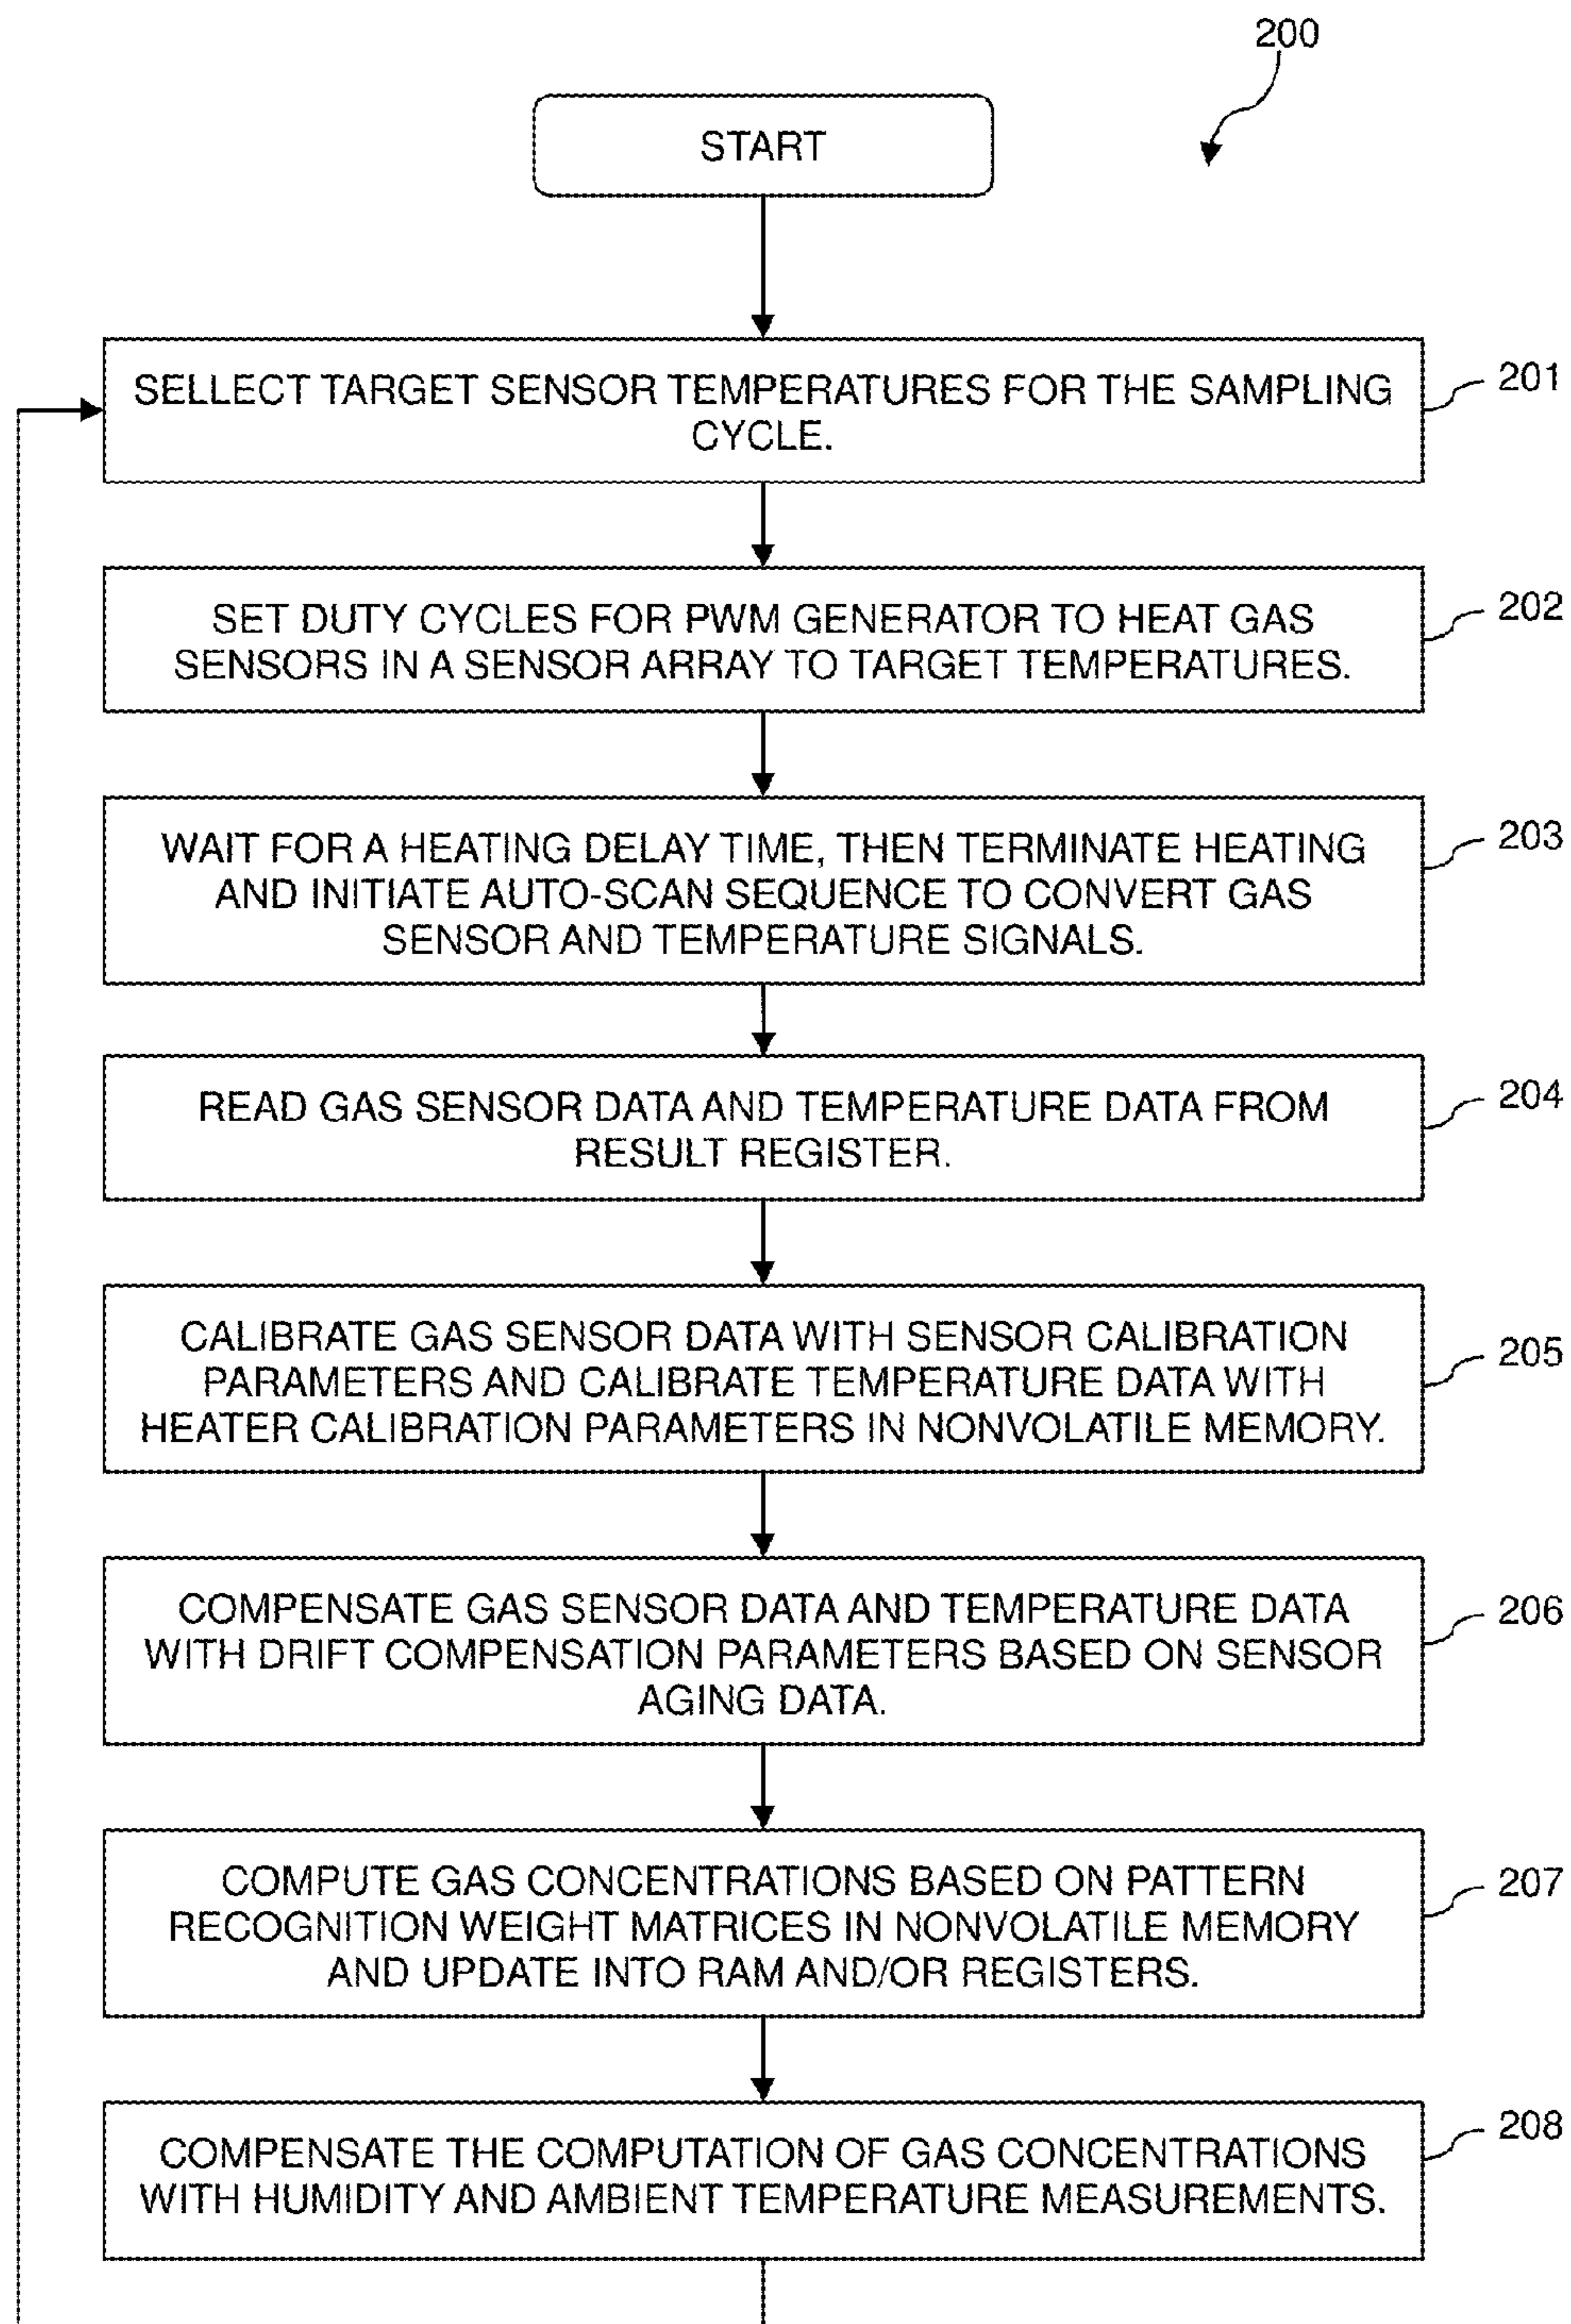 200
START
SELLECT TARGET SENSOR TEMPERATURES FOR THE SAMPLING
CYCLE.
201
SET DUTY CYCLES FOR PWM GENERATOR TO HEAT GAS
SENSORS IN A SENSOR ARRAY TO TARGET TEMPERATURES.
202
WAIT FOR A HEATING DELAY TIME, THEN TERMINATE HEATING
AND INITIATE AUTO-SCAN SEQUENCE TO CONVERT GAS
SENSOR AND TEMPERATURE SIGNALS.
203
READ GAS SENSOR DATA AND TEMPERATURE DATA FROM
RESULT REGISTER.
204
CALIBRATE GAS SENSOR DATA WITH SENSOR CALIBRATION
PARAMETERS AND CALIBRATE TEMPERATURE DATA WITH
HEATER CALIBRATION PARAMETERS IN NONVOLATILE MEMORY.
205
COMPENSATE GAS SENSOR DATA AND TEMPERATURE DATA
WITH DRIFT COMPENSATION PARAMETERS BASED ON SENSOR
AGING DATA.
206
COMPUTE GAS CONCENTRATIONS BASED ON PATTERN
RECOGNITION WEIGHT MATRICES IN NONVOLATILE MEMORY
AND UPDATE INTO RAM AND/OR REGISTERS.
207
COMPENSATE THE COMPUTATION OF GAS CONCENTRATIONS
WITH HUMIDITY AND AMBIENT TEMPERATURE MEASUREMENTS.
208